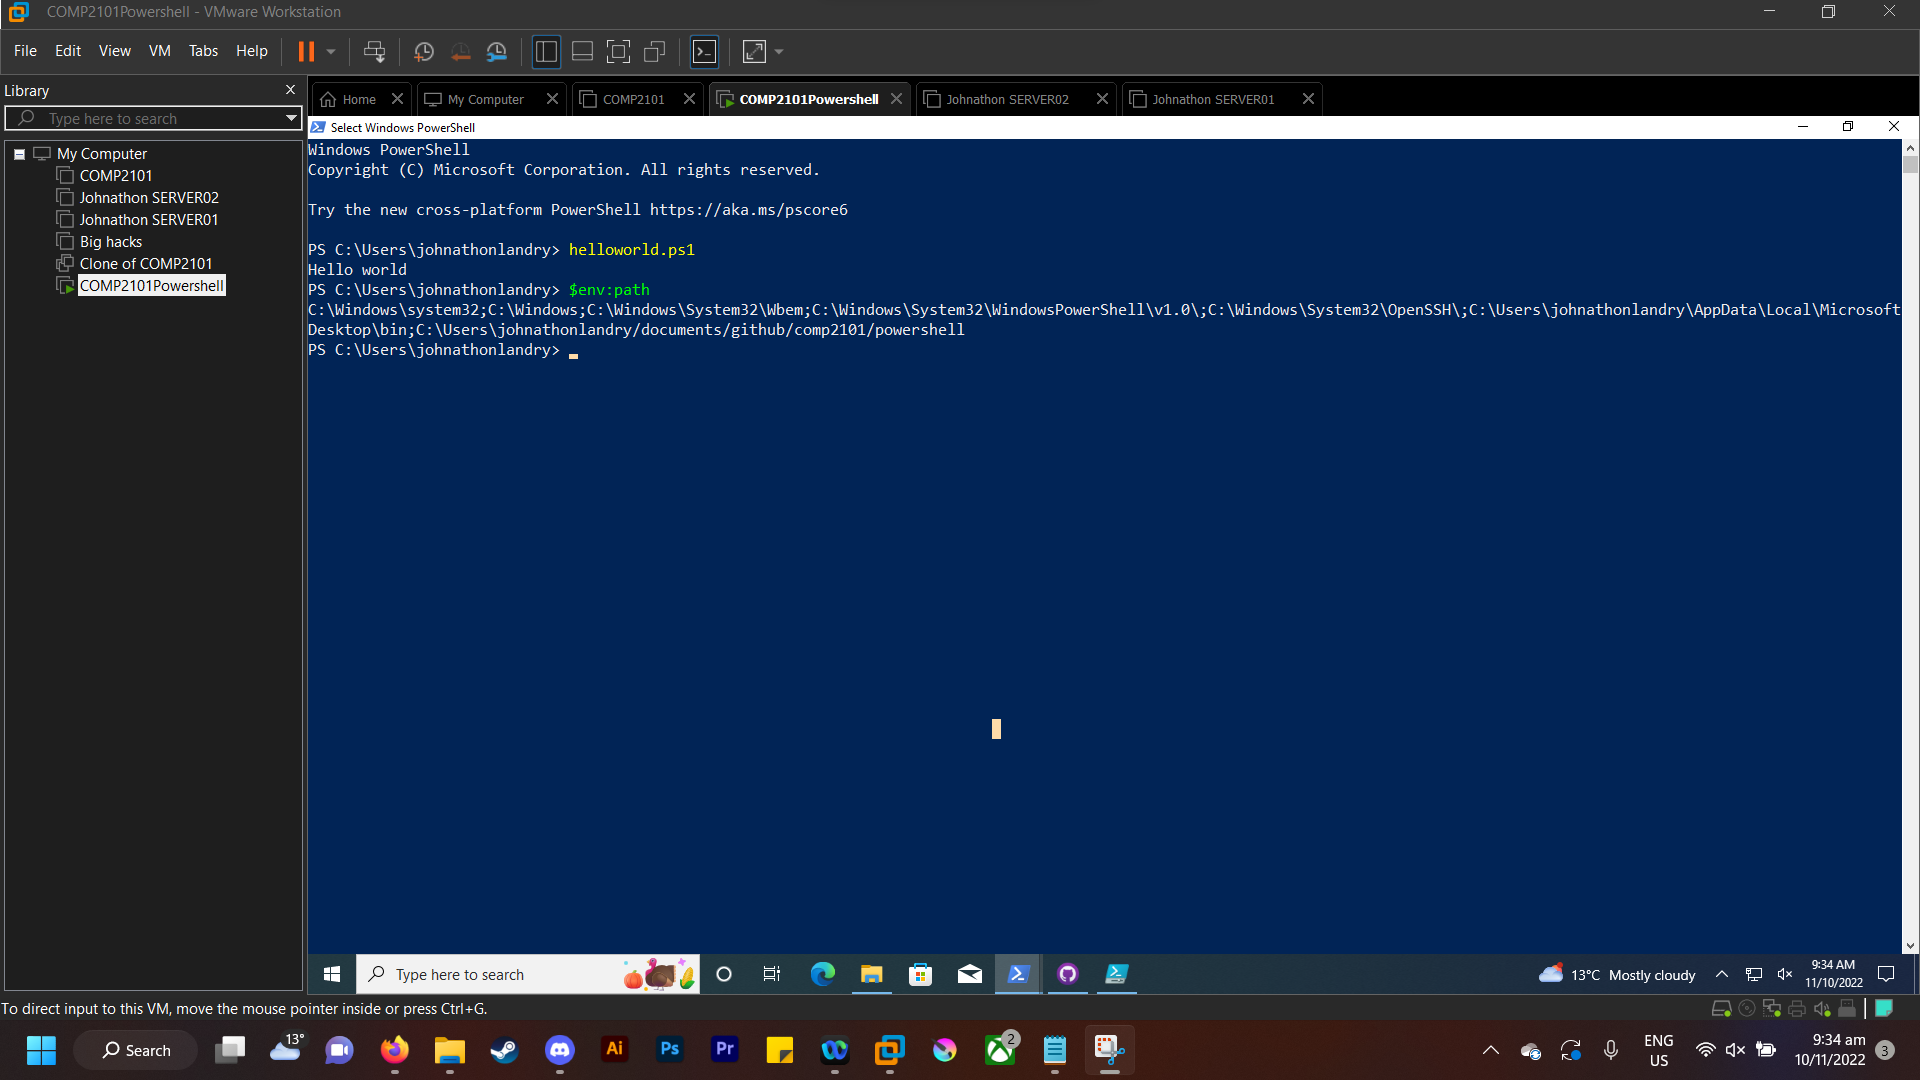 COMP2101Powershell - VMware Workstation
File Edit View VM Tabs Help
Library
Type here to search
My Computer
COMP2101
Johnathon SERVER02
Johnathon SERVER01
Big hacks
Clone of COMP2101
COMP2101Powershell
Home My Computer COMP2101 COMP2101Powershell Johnathon SERVER02 Johnathon SERVER01
Select Windows PowerShell
Windows PowerShell
Copyright (C) Microsoft Corporation. All rights reserved.
Try the new cross-platform PowerShell https://aka.ms/pscore6
PS C:\Users\johnathonlandry> helloworld.ps1
Hello world
PS C:\Users\johnathonlandry> $env:path
C:\Windows\system32;C:\Windows;C:\Windows\System32\Wbem;C:\Windows\System32\WindowsPowerShell\v1.0\;C:\Windows\System32\OpenSSH\;C:\Users\johnathonlandry\AppData\Local\Microsoft
Desktop\bin;C:\Users\johnathonlandry/documents/github/comp2101/powershell
PS C:\Users\johnathonlandry>
Type here to search
13°C Mostly cloudy
9:34 AM
11/10/2022
To direct input to this VM, move the mouse pointer inside or press Ctrl+G.
Search
13°
Ai
Ps
Pr
2
ENG
US
9:34 am
10/11/2022
3